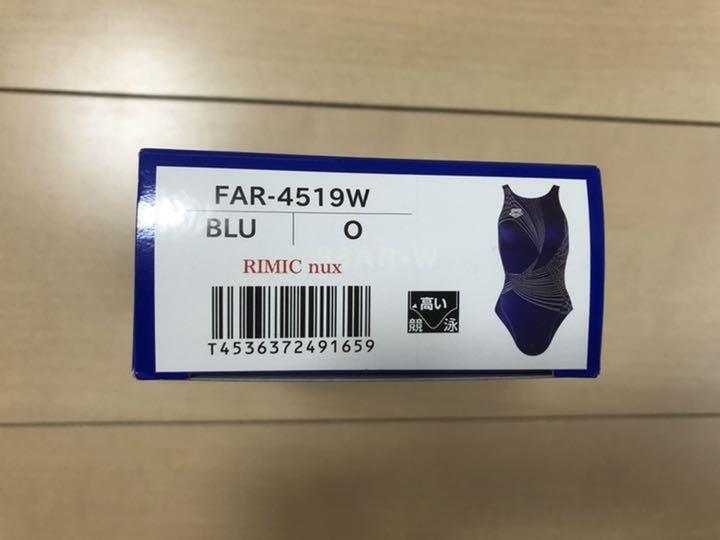 FAR-4519W
BLU O
RIMIC nux
T4536372491659
高い
競泳